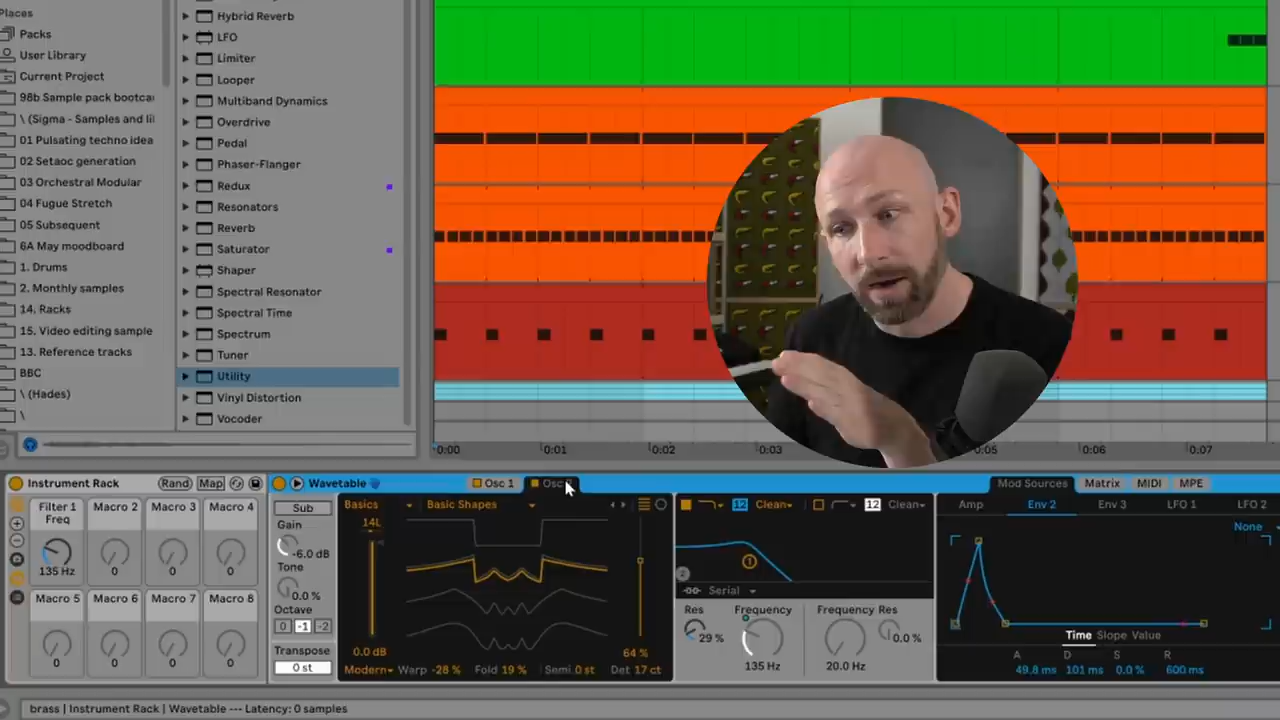 Places
Packs
User Library
Current Project
98b Sample pack bootca
\ (Sigma - Samples and li
01 Pulsating techno idea
02 Setaoc generation
03 Orchestral Modular
04 Fugue Stretch
05 Subsequent
6A May moodboard
1. Drums
2. Monthly samples
14. Racks
15. Video editing sample
13. Reference tracks
BBC
\ (Hades)
\
Hybrid Reverb
LFO
Limiter
Looper
Multiband Dynamics
Overdrive
Pedal
Phaser-Flanger
Redux
Resonators
Reverb
Saturator
Shaper
Spectral Resonator
Spectral Time
Spectrum
Tuner
Utility
Vinyl Distortion
Vocoder
0:00 0:01 0:02 0:03 0:05 0:06 0:07
Instrument Rack Rand Map
Filter 1 Freq Macro 2 Macro 3 Macro 4
135 Hz 0 0 0
Macro 5 Macro 6 Macro 7 Macro 8
0 0 0 0
Wavetable Osc 1 Osc
Sub
Gain
-6.0 dB
Tone
0.0 %
Octave
0 -1 -2
Transpose
0 st
Basics Basic Shapes
14L
0.0 dB 64 %
Modern Warp -28 % Fold 19 % Semi 0 st Det 17 ct
12 Clean 12 Clean
1
2
Serial
Res Frequency Frequency Res
29 % 135 Hz 20.0 Hz 0.0 %
Mod Sources Matrix MIDI MPE
Amp Env 2 Env 3 LFO 1 LFO 2
None
Time Slope Value
A D S R
49.8 ms 101 ms 0.0 % 600 ms
brass | Instrument Rack | Wavetable --- Latency: 0 samples